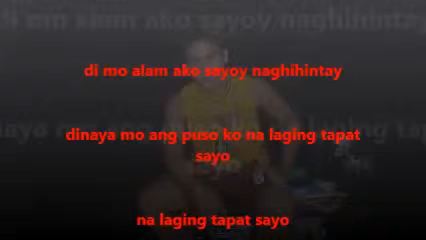 di mo alam ako sayoy naghihintay
dinaya mo ang puso ko na laging tapat
sayo
na laging tapat sayo